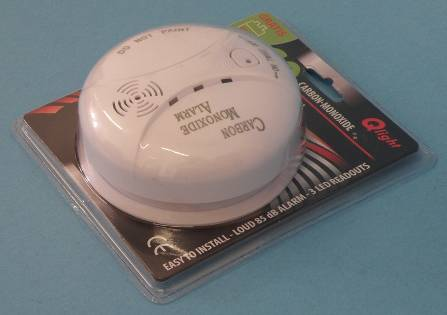 DO NOT PAINT
CARBON
MONOXIDE
ALARM
CARBON-MONOXIDE
Qlight
CE
EASY TO INSTALL - LOUD 85 dB ALARM - 3 LED READOUTS